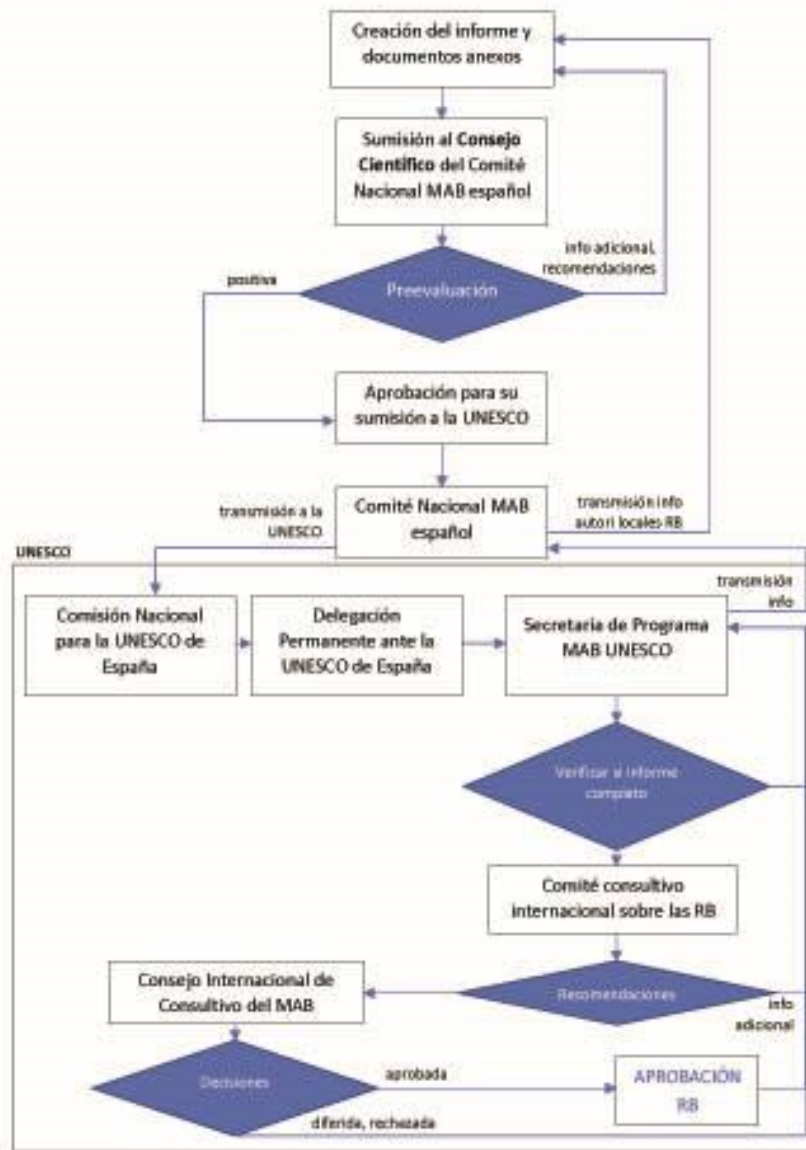 Creación del informe y
documentos anexos
Sumisión al Consejo
Científico del Comité
Nacional MAB español
info adicional,
recomendaciones
positiva
Preevaluación
Aprobación para su
sumisión a la UNESCO
transmisión a la
UNESCO
Comité Nacional MAB
español
transmisión info
autori locales RB
UNESCO
transmisión
info
Comisión Nacional
para la UNESCO de
España
Delegación
Permanente ante la
UNESCO de España
Secretaria de Programa
MAB UNESCO
Verificar si informe
completo
Comité consultivo
internacional sobre las RB
Consejo Internacional de
Consultivo del MAB
Recomendaciones
info
adicional
Decisiones
aprobada
APROBACIÓN
RB
diferida, rechazada